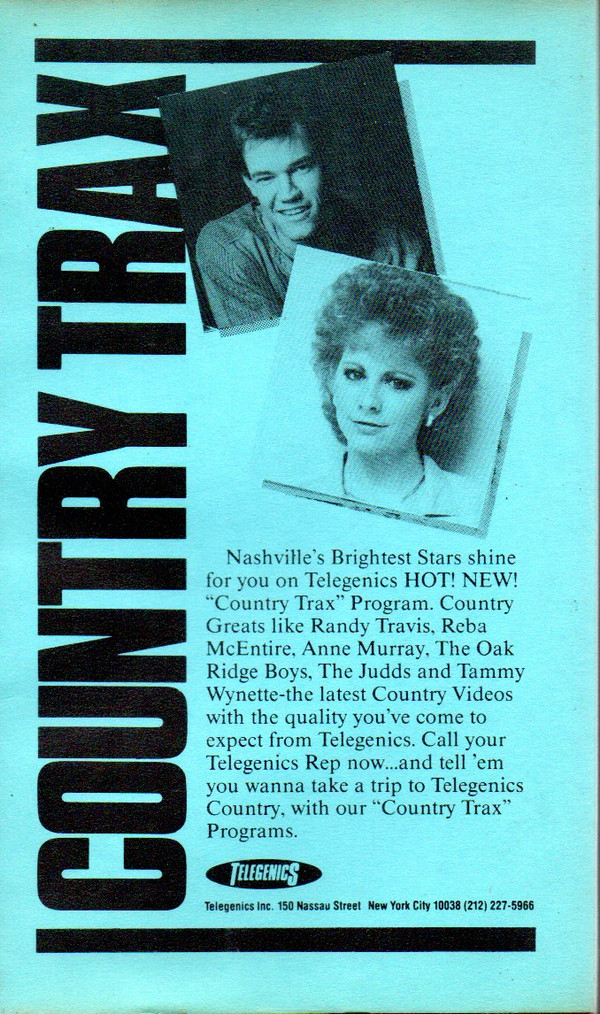 COUNTRY TRAX
Nashville's Brightest Stars shine
for you on Telegenics HOT! NEW!
“Country Trax” Program. Country
Greats like Randy Travis, Reba
McEntire, Anne Murray, The Oak
Ridge Boys, The Judds and Tammy
Wynette-the latest Country Videos
with the quality you've come to
expect from Telegenics. Call your
Telegenics Rep now...and tell 'em
you wanna take a trip to Telegenics
Country, with our “Country Trax”
Programs.
TELEGENICS
Telegenics Inc. 150 Nassau Street New York City 10038 (212) 227-5966